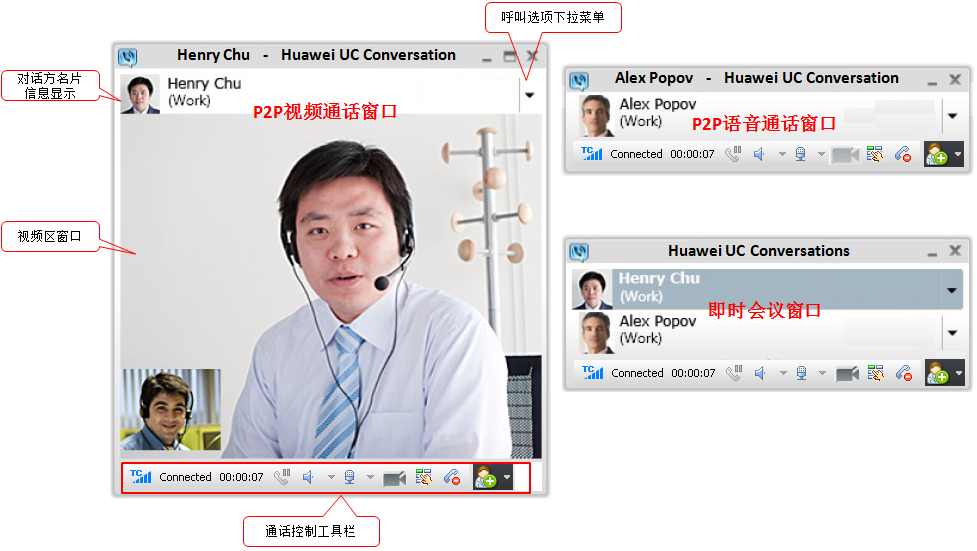 呼叫选项下拉菜单
Henry Chu - Huawei UC Conversation
对话方名片
信息显示
Henry Chu
(Work)
P2P视频通话窗口
视频区窗口
TC Connected 00:00:07
通话控制工具栏
Alex Popov - Huawei UC Conversation
Alex Popov
(Work)
P2P语音通话窗口
TC Connected 00:00:07
Huawei UC Conversations
Henry Chu
(Work)
即时会议窗口
Alex Popov
(Work)
TC Connected 00:00:07